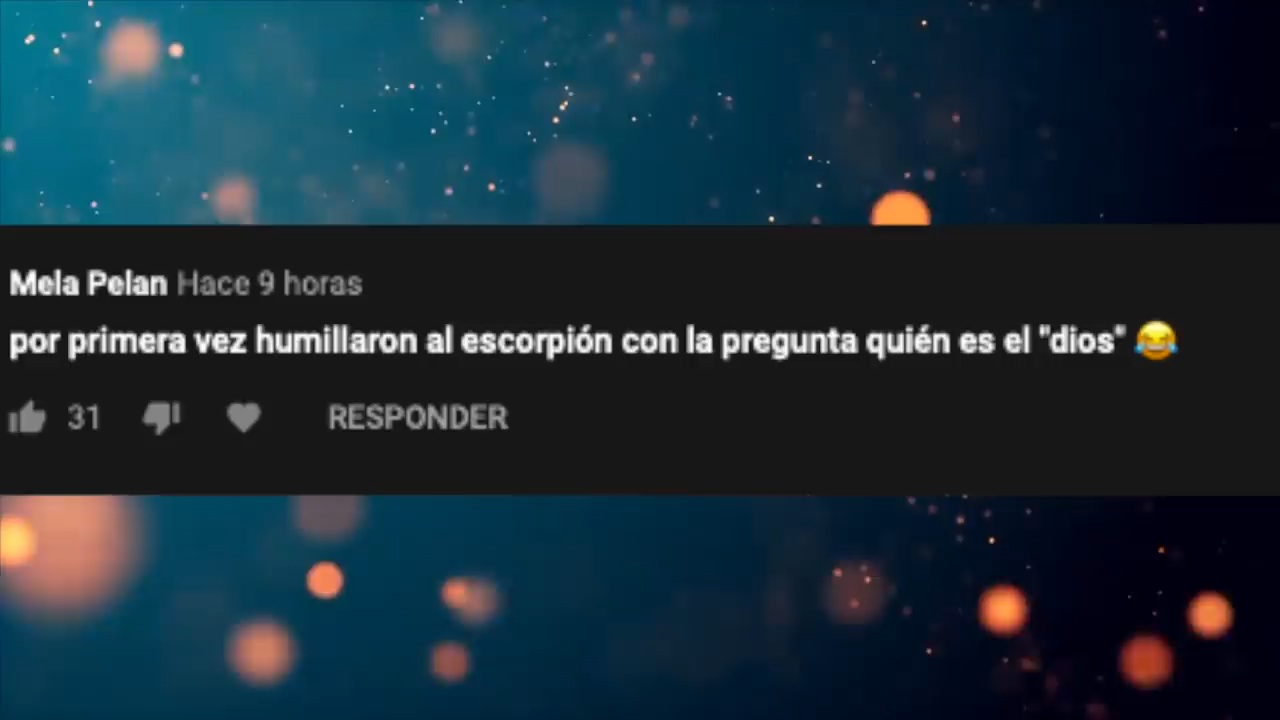 Mela Pelan Hace 9 horas
por primera vez humillaron al escorpión con la pregunta quién es el "dios" 😂
31 RESPONDER